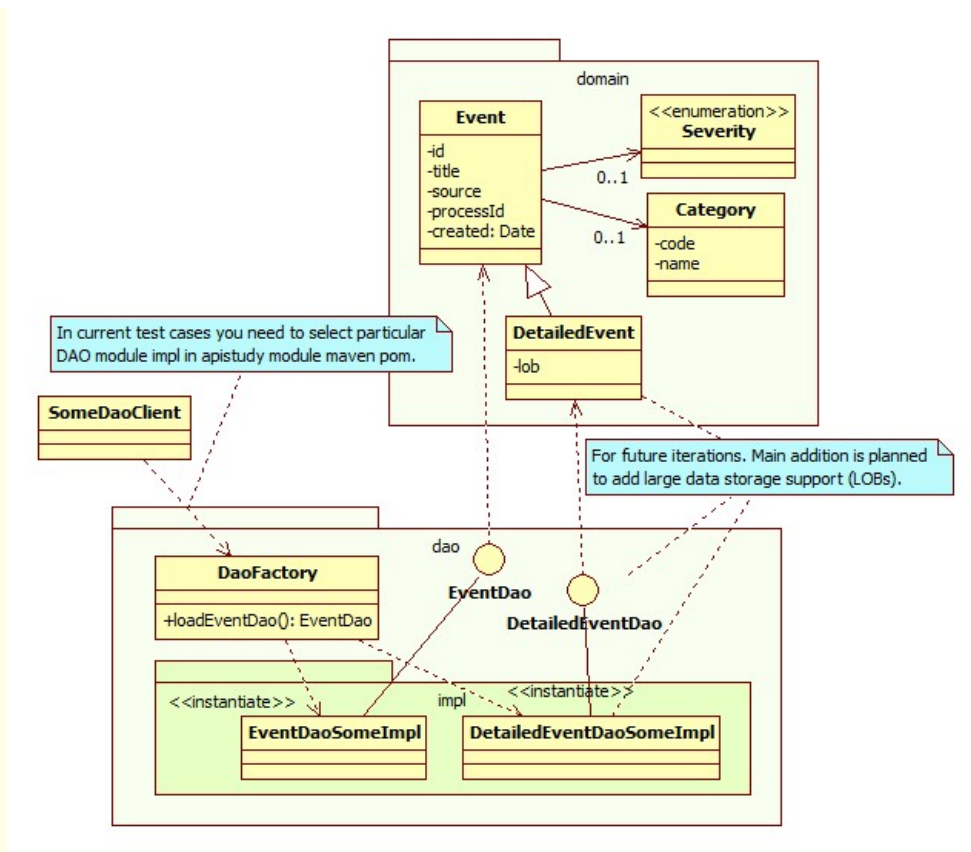 domain
Event
-id
-title
-source
-processId
-created: Date
<<enumeration>>
Severity
0..1
Category
-code
-name
0..1
DetailedEvent
-lob
In current test cases you need to select particular
DAO module impl in apistudy module maven pom.
SomeDaoClient
For future iterations. Main addition is planned
to add large data storage support (LOBs).
dao
DaoFactory
+loadEventDao(): EventDao
EventDao
DetailedEventDao
<<instantiate>>
impl
<<instantiate>>
EventDaoSomeImpl
DetailedEventDaoSomeImpl